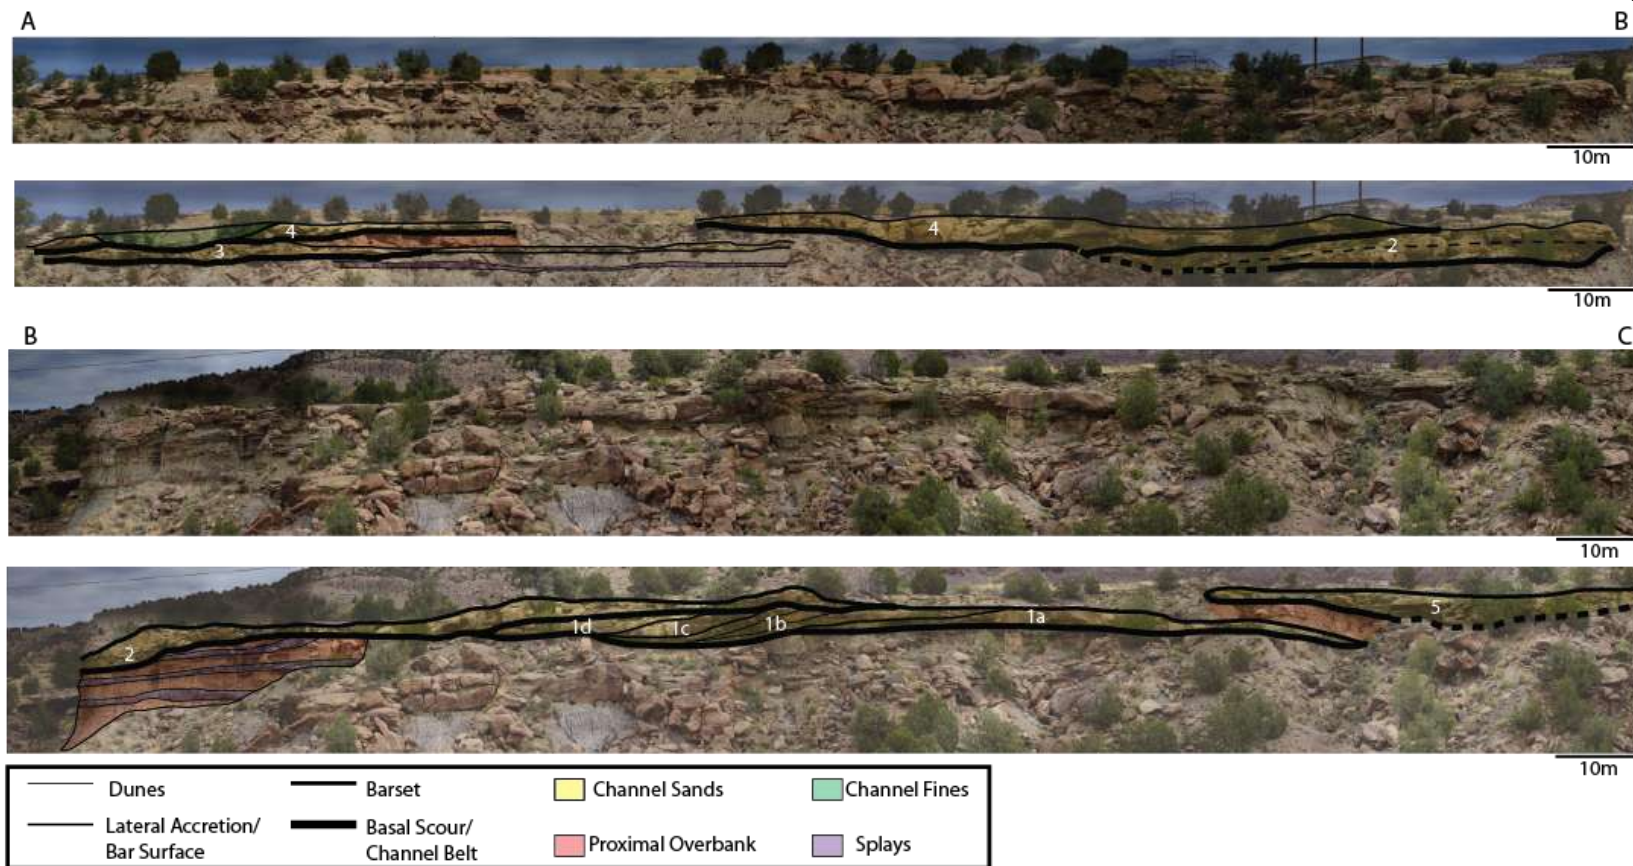 A B
10m
4 3 4 2
10m
B C
10m
2 1d 1c 1b 1a 5
10m
Dunes Barset Channel Sands Channel Fines
Lateral Accretion/
Bar Surface
Basal Scour/
Channel Belt
Proximal Overbank Splays